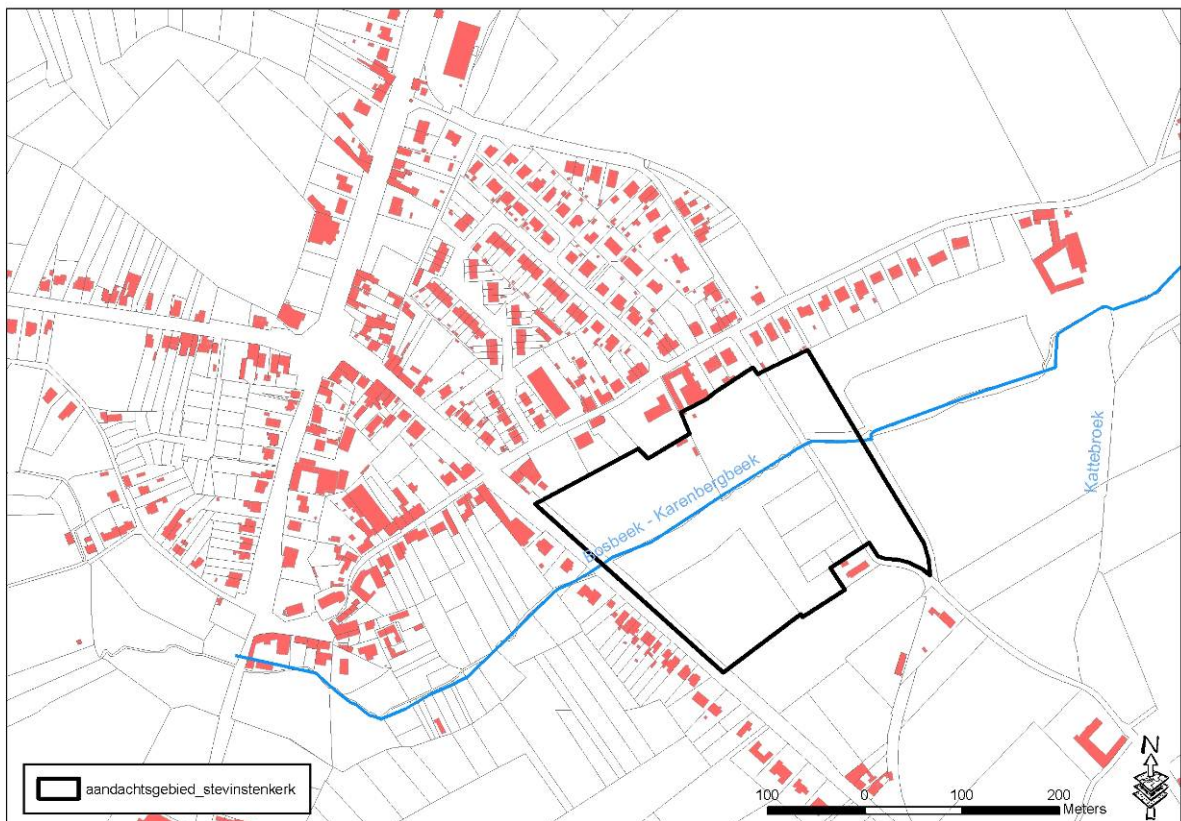 Bosbeek - Karenbergbeek
Kattebroek
aandachtsgebied_stevinstenkerk
N
100 0 100 200
Meters